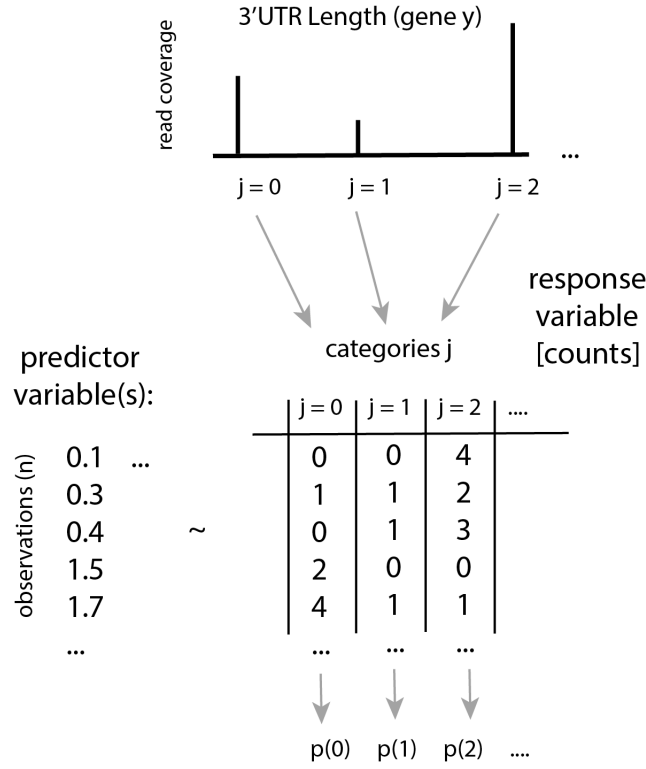 3'UTR Length (gene y)
read coverage
...
j = 0 j = 1 j = 2
response
variable
[counts]
categories j
predictor
variable(s):
j = 0 j = 1 j = 2 ....
observations (n)
0.1 ... 0 0 4
0.3 1 1 2
0.4 ~ 0 1 3
1.5 2 0 0
1.7 4 1 1
... ... ... ...
p(0) p(1) p(2) ....